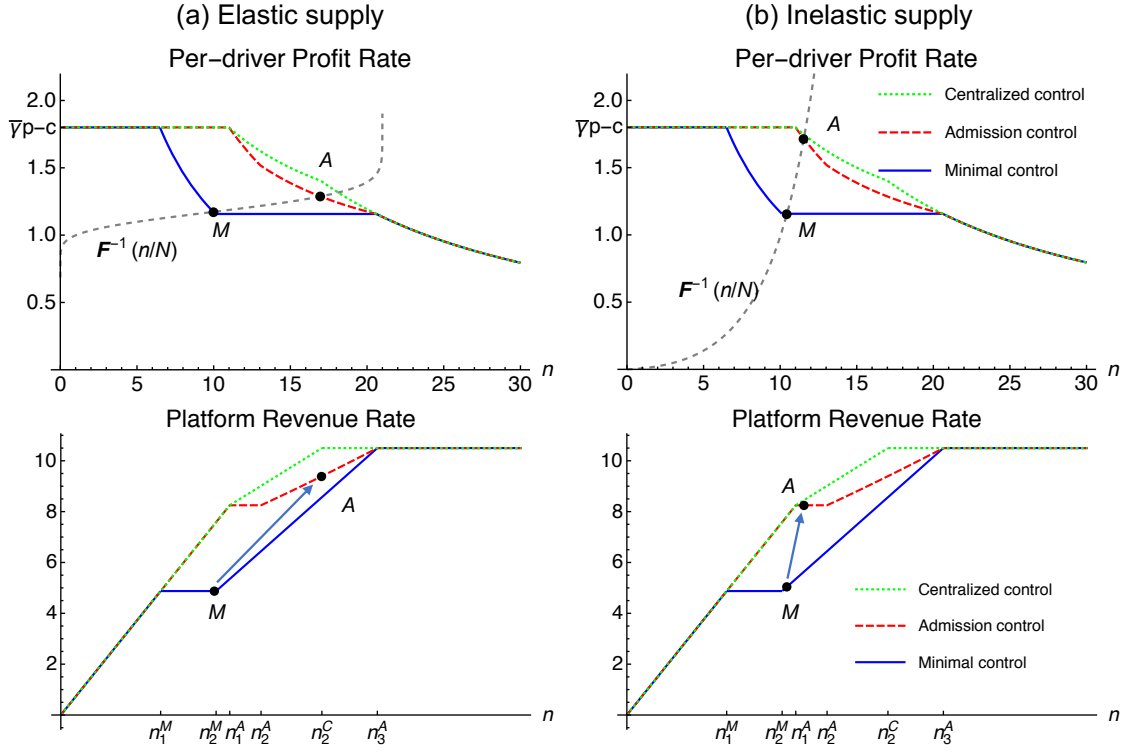 (a) Elastic supply
(b) Inelastic supply
Per-driver Profit Rate
Per-driver Profit Rate
2.0
γ̅p−c
1.5
1.0
0.5
A
M
F⁻¹(n/N)
0 5 10 15 20 25 30 n
2.0
γ̅p−c
1.5
1.0
0.5
A
M
F⁻¹(n/N)
Centralized control
Admission control
Minimal control
0 5 10 15 20 25 30 n
Platform Revenue Rate
Platform Revenue Rate
10
8
6
4
2
A
M
n₁ᴹ n₂ᴹ n₁ᴬ n₂ᴬ n₂ᶜ n₃ᴬ n
10
8
6
4
2
A
M
Centralized control
Admission control
Minimal control
n₁ᴹ n₂ᴹ n₁ᴬ n₂ᴬ n₂ᶜ n₃ᴬ n